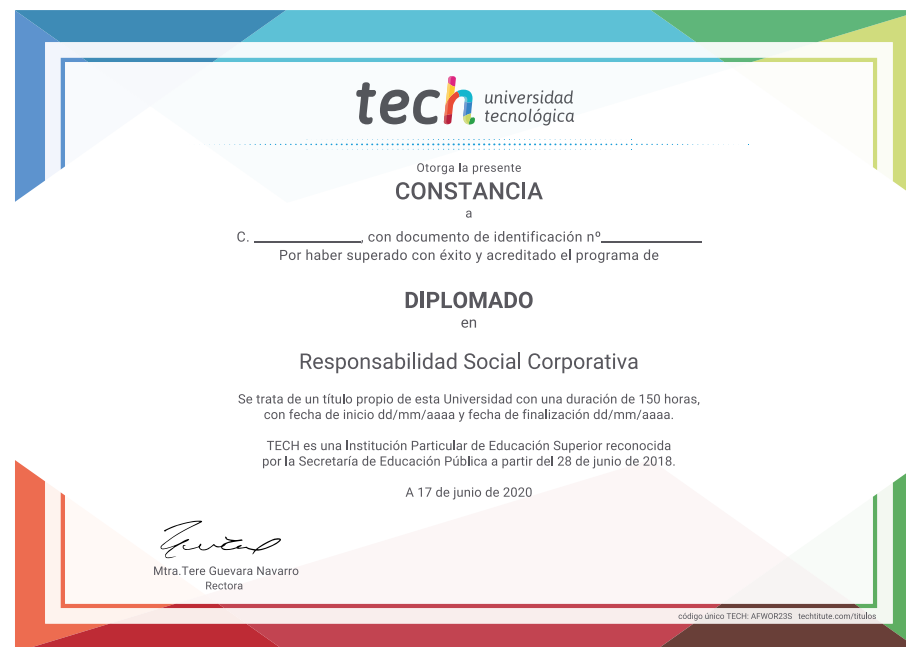 tech universidad
tecnológica
Otorga la presente
CONSTANCIA
a
C. ______________, con documento de identificación nº_____________
Por haber superado con éxito y acreditado el programa de
DIPLOMADO
en
Responsabilidad Social Corporativa
Se trata de un título propio de esta Universidad con una duración de 150 horas,
con fecha de inicio dd/mm/aaaa y fecha de finalización dd/mm/aaaa.
TECH es una Institución Particular de Educación Superior reconocida
por la Secretaría de Educación Pública a partir del 28 de junio de 2018.
A 17 de junio de 2020
Mtra.Tere Guevara Navarro
Rectora
código único TECH: AFWOR23S techtitute.com/titulos